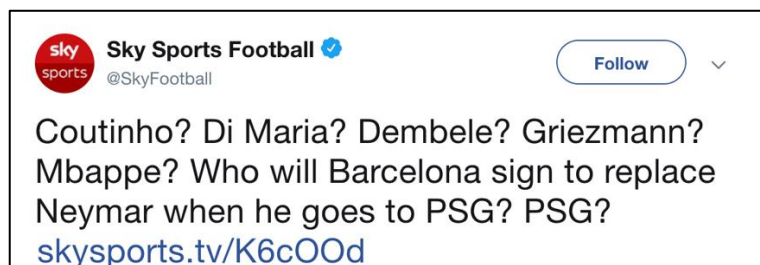 sky
sports
Sky Sports Football
@SkyFootball
Follow
Coutinho? Di Maria? Dembele? Griezmann?
Mbappe? Who will Barcelona sign to replace
Neymar when he goes to PSG? PSG?
skysports.tv/K6cOOd